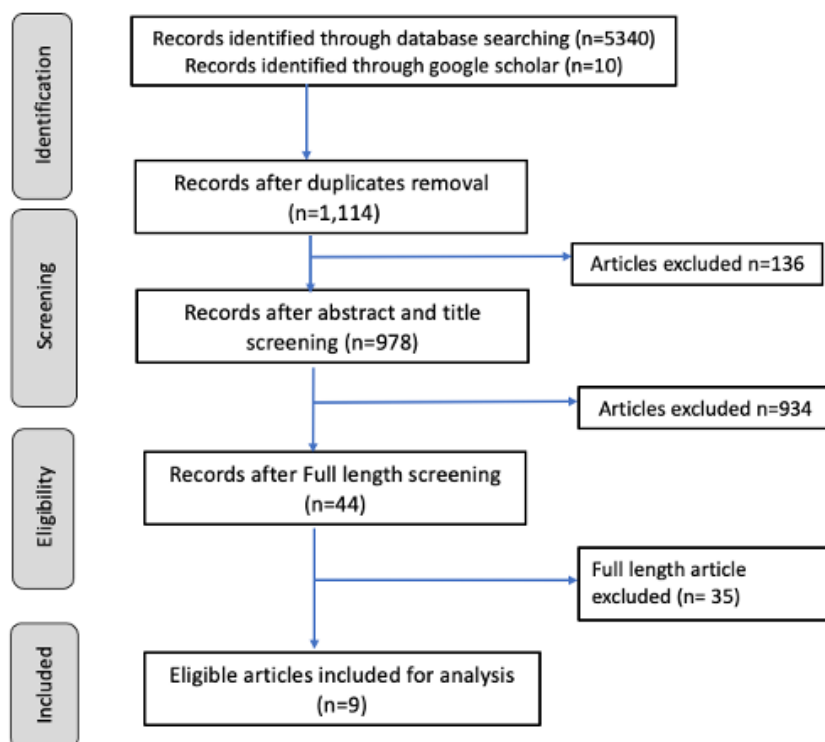 Identification
Records identified through database searching (n=5340)
Records identified through google scholar (n=10)
Records after duplicates removal
(n=1,114)
Screening
Articles excluded n=136
Records after abstract and title
screening (n=978)
Articles excluded n=934
Eligibility
Records after Full length screening
(n=44)
Full length article
excluded (n= 35)
Included
Eligible articles included for analysis
(n=9)